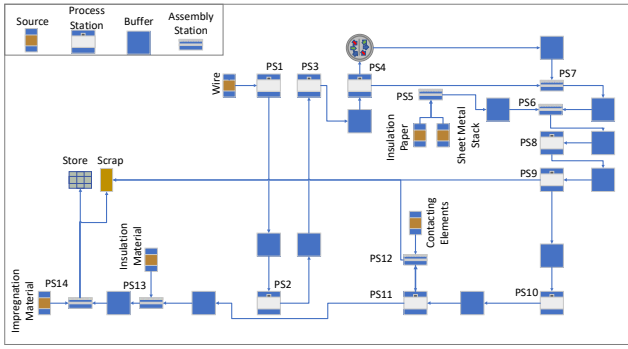 Source
Process
Station
Buffer
Assembly
Station
Wire
PS1
PS3
PS4
PS7
PS5
PS6
Insulation
Paper
Sheet Metal
Stack
PS8
PS9
Store
Scrap
Contacting
Elements
Insulation
Material
PS12
PS14
PS13
PS2
PS11
PS10
Impregnation
Material